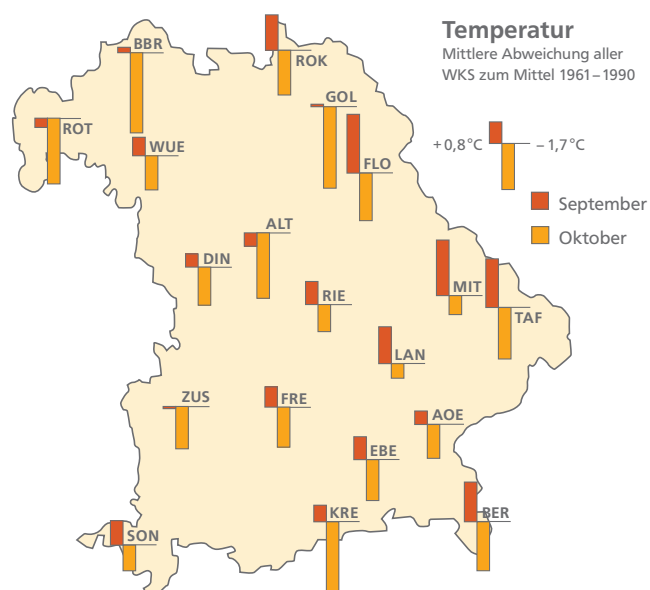 Temperatur
Mittlere Abweichung aller
WKS zum Mittel 1961–1990
+0,8°C
–1,7°C
September
Oktober
BBR
ROK
GOL
ROT
WUE
FLO
ALT
DIN
MIT
RIE
TAF
LAN
ZUS
FRE
AOE
EBE
KRE
BER
SON